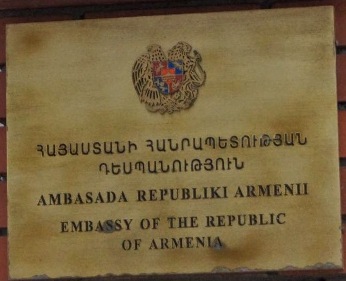 ՀԱՅԱՍՏԱՆԻ ՀԱՆՐԱՊԵՏՈՒԹՅԱՆ
ԴԵՍՊԱՆՈՒԹՅՈՒՆ
AMBASADA REPUBLIKI ARMENII
EMBASSY OF THE REPUBLIC
OF ARMENIA